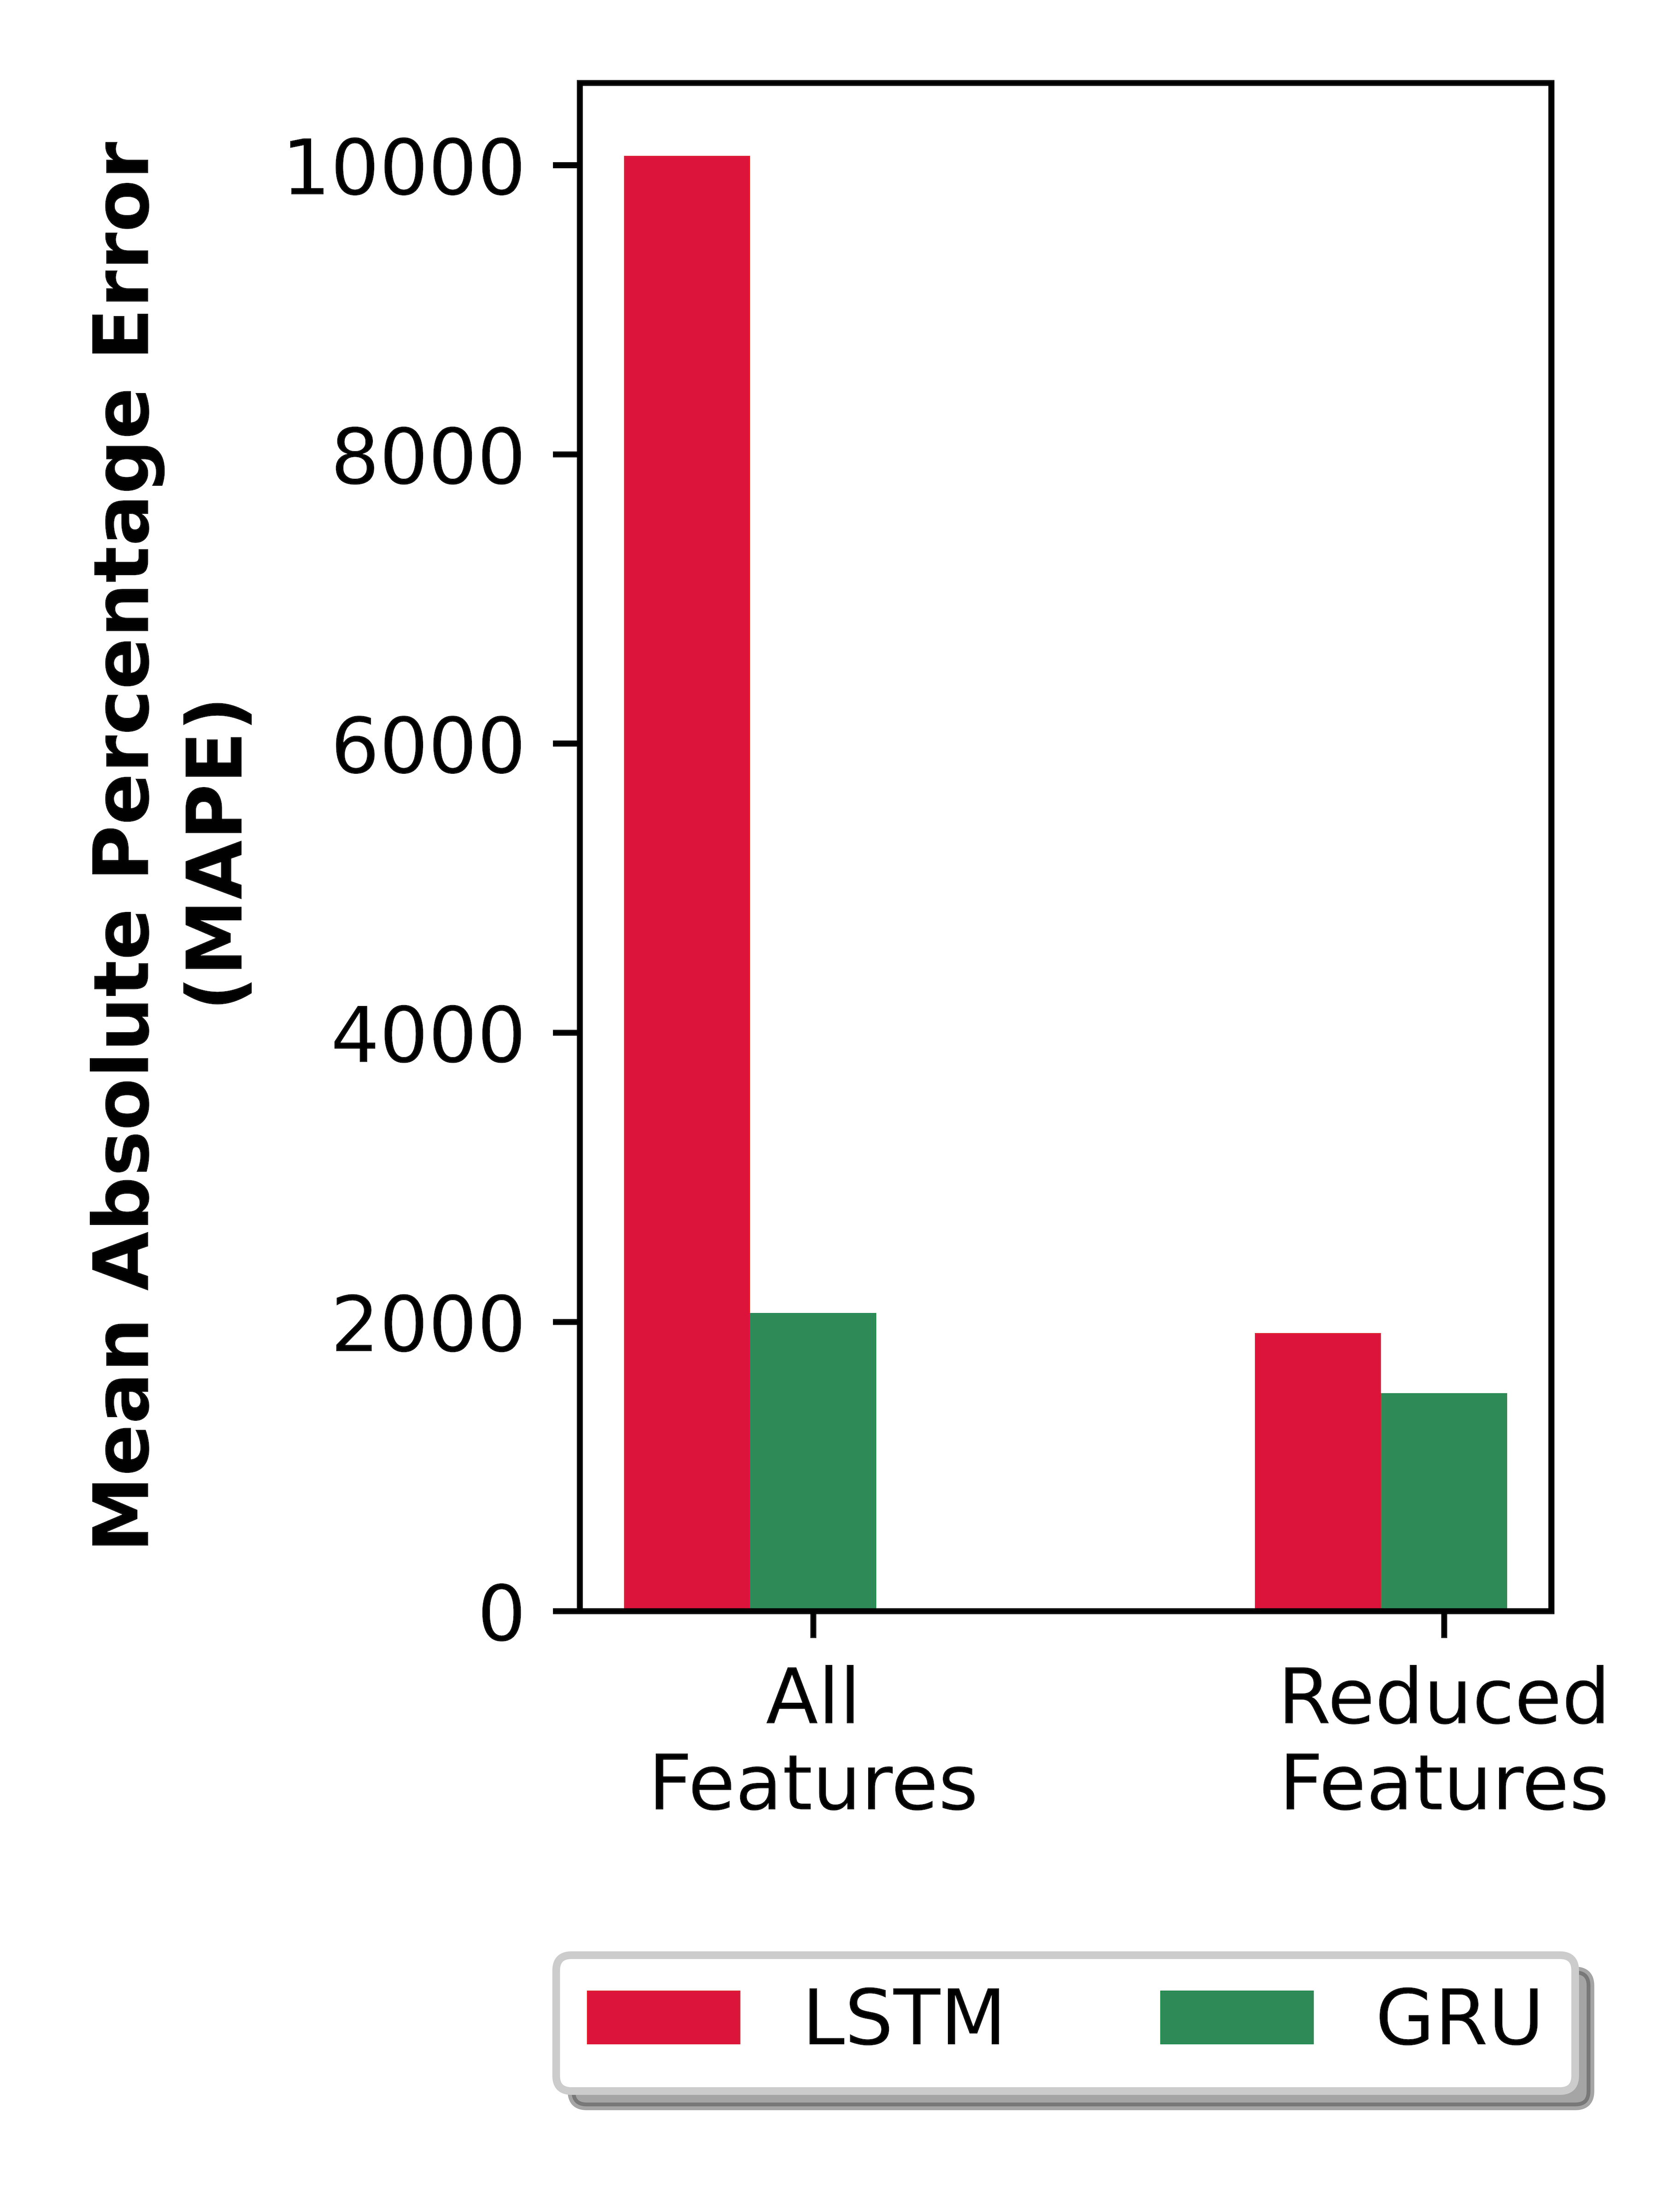 Mean Absolute Percentage Error
(MAPE)
10000
8000
6000
4000
2000
0
All
Features
Reduced
Features
LSTM
GRU